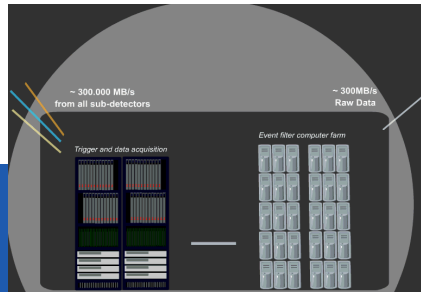 ~ 300.000 MB/s
from all sub-detectors
~ 300MB/s
Raw Data
Trigger and data acquisition
Event filter computer farm